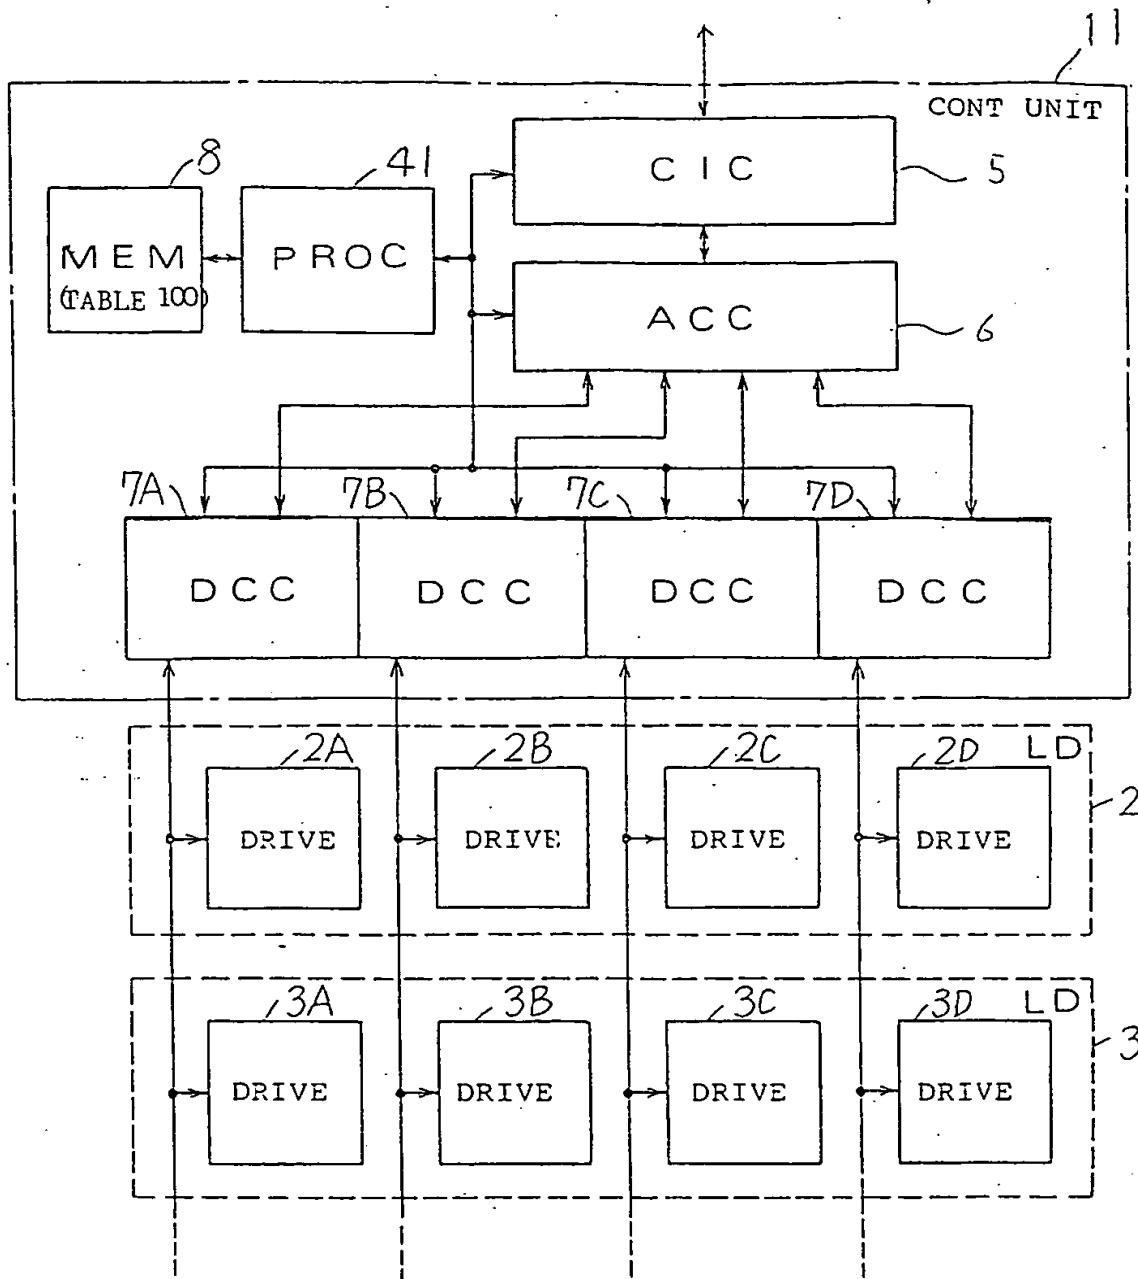 11
CONT UNIT
CIC
5
8
41
MEM
(TABLE 100)
PROC
ACC
6
7A
7B
7C
7D
DCC
DCC
DCC
DCC
2A
2B
2C
2D
LD
2
DRIVE
DRIVE
DRIVE
DRIVE
3A
3B
3C
3D
LD
3
DRIVE
DRIVE
DRIVE
DRIVE